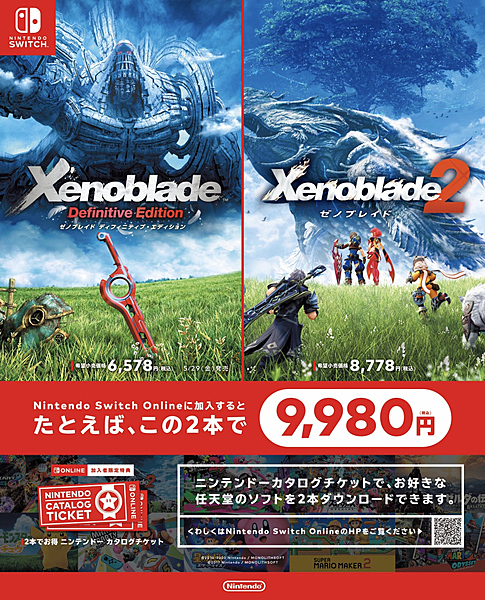 NINTENDO
SWITCH
Xenoblade
Definitive Edition
ゼノブレイド ディフィニティブ・エディション
Xenoblade 2
ゼノブレイド
希望小売価格6,578円(税込) 5/29(金)発売
希望小売価格8,778円(税込)
Nintendo Switch Onlineに加入すると
たとえば、この2本で
9,980円(税込)
ONLINE 加入者限定特典
NINTENDO
CATALOG
TICKET
ONLINE
2本でお得 ニンテンドー カタログチケット
ニンテンドーカタログチケットで、お好きな
任天堂のソフトを2本ダウンロードできます。
くわしくはNintendo Switch OnlineのHPをご覧ください
©2010-2020 Nintendo / MONOLITHSOFT
©2017 Nintendo / MONOLITHSOFT
SUPER
MARIO MAKER 2
Nintendo